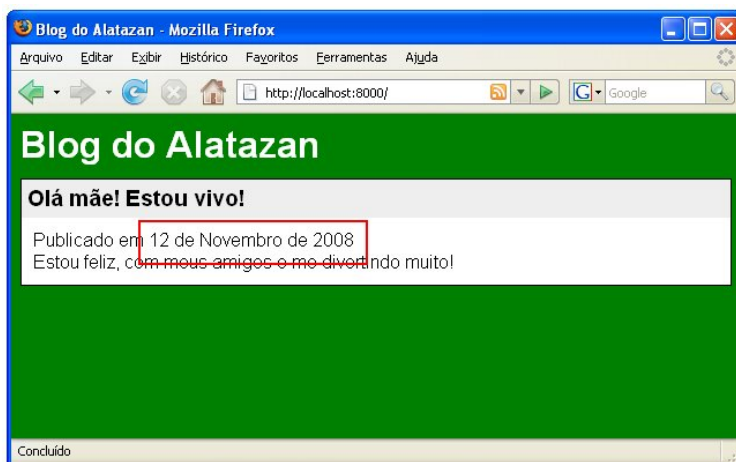 Blog do Alatazan - Mozilla Firefox
Arquivo Editar Exibir Histórico Favoritos Ferramentas Ajuda
http://localhost:8000/ G Google
Blog do Alatazan
Olá mãe! Estou vivo!
Publicado em 12 de Novembro de 2008
Estou feliz, com meus amigos e me divertindo muito!
Concluído